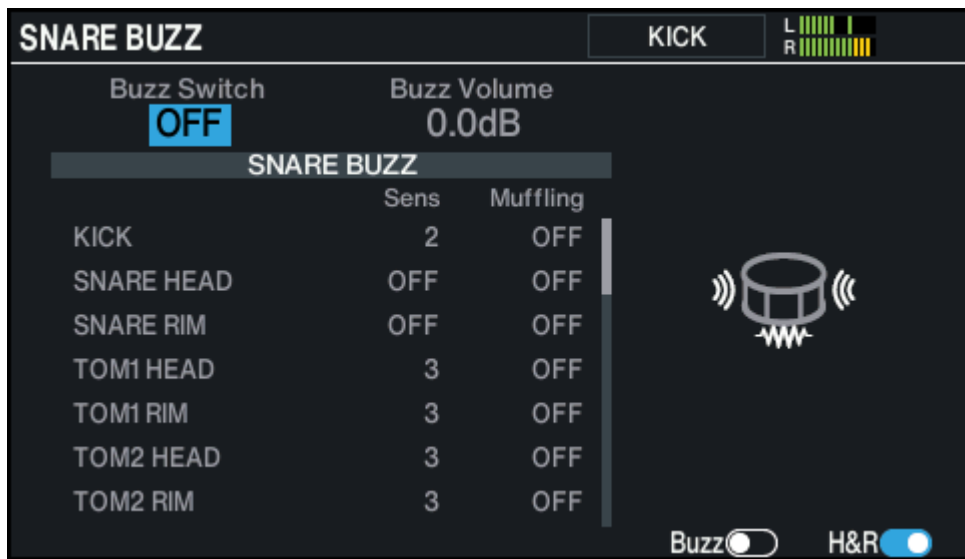 SNARE BUZZ KICK L
R
Buzz Switch Buzz Volume
OFF 0.0dB
SNARE BUZZ
Sens Muffling
KICK 2 OFF
SNARE HEAD OFF OFF
SNARE RIM OFF OFF
TOM1 HEAD 3 OFF
TOM1 RIM 3 OFF
TOM2 HEAD 3 OFF
TOM2 RIM 3 OFF
Buzz H&R